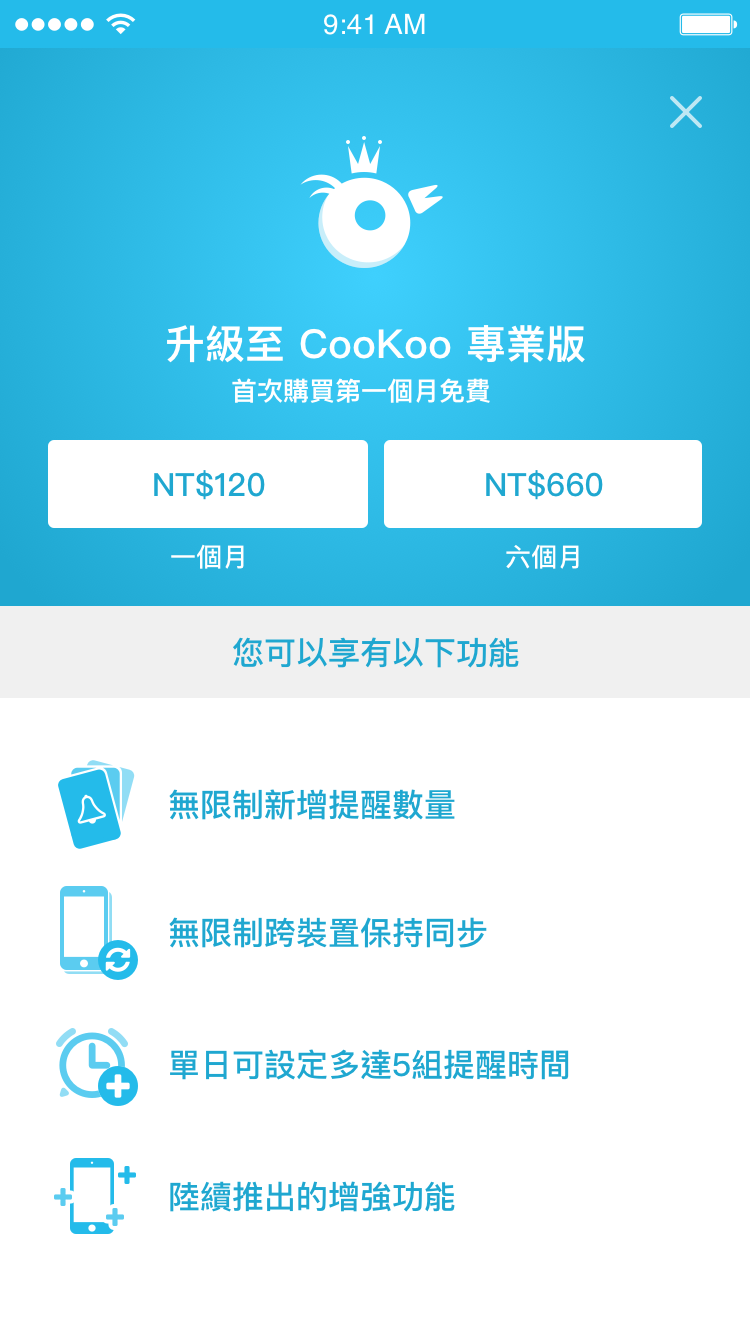 9:41 AM
升級至 CooKoo 專業版
首次購買第一個月免費
NT$120
NT$660
一個月
六個月
您可以享有以下功能
無限制新增提醒數量
無限制跨裝置保持同步
單日可設定多達5組提醒時間
陸續推出的增強功能